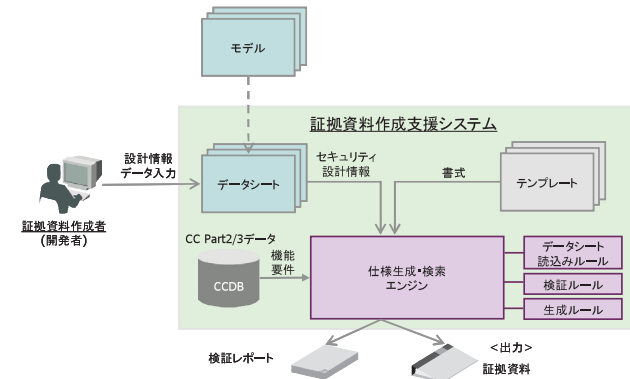 モデル
証拠資料作成支援システム
設計情報
データ入力
データシート
セキュリティ
設計情報
書式
テンプレート
証拠資料作成者
(開発者)
CC Part2/3データ
CCDB
機能
要件
仕様生成・検索
エンジン
データシート
読込みルール
検証ルール
生成ルール
検証レポート
<出力>
証拠資料